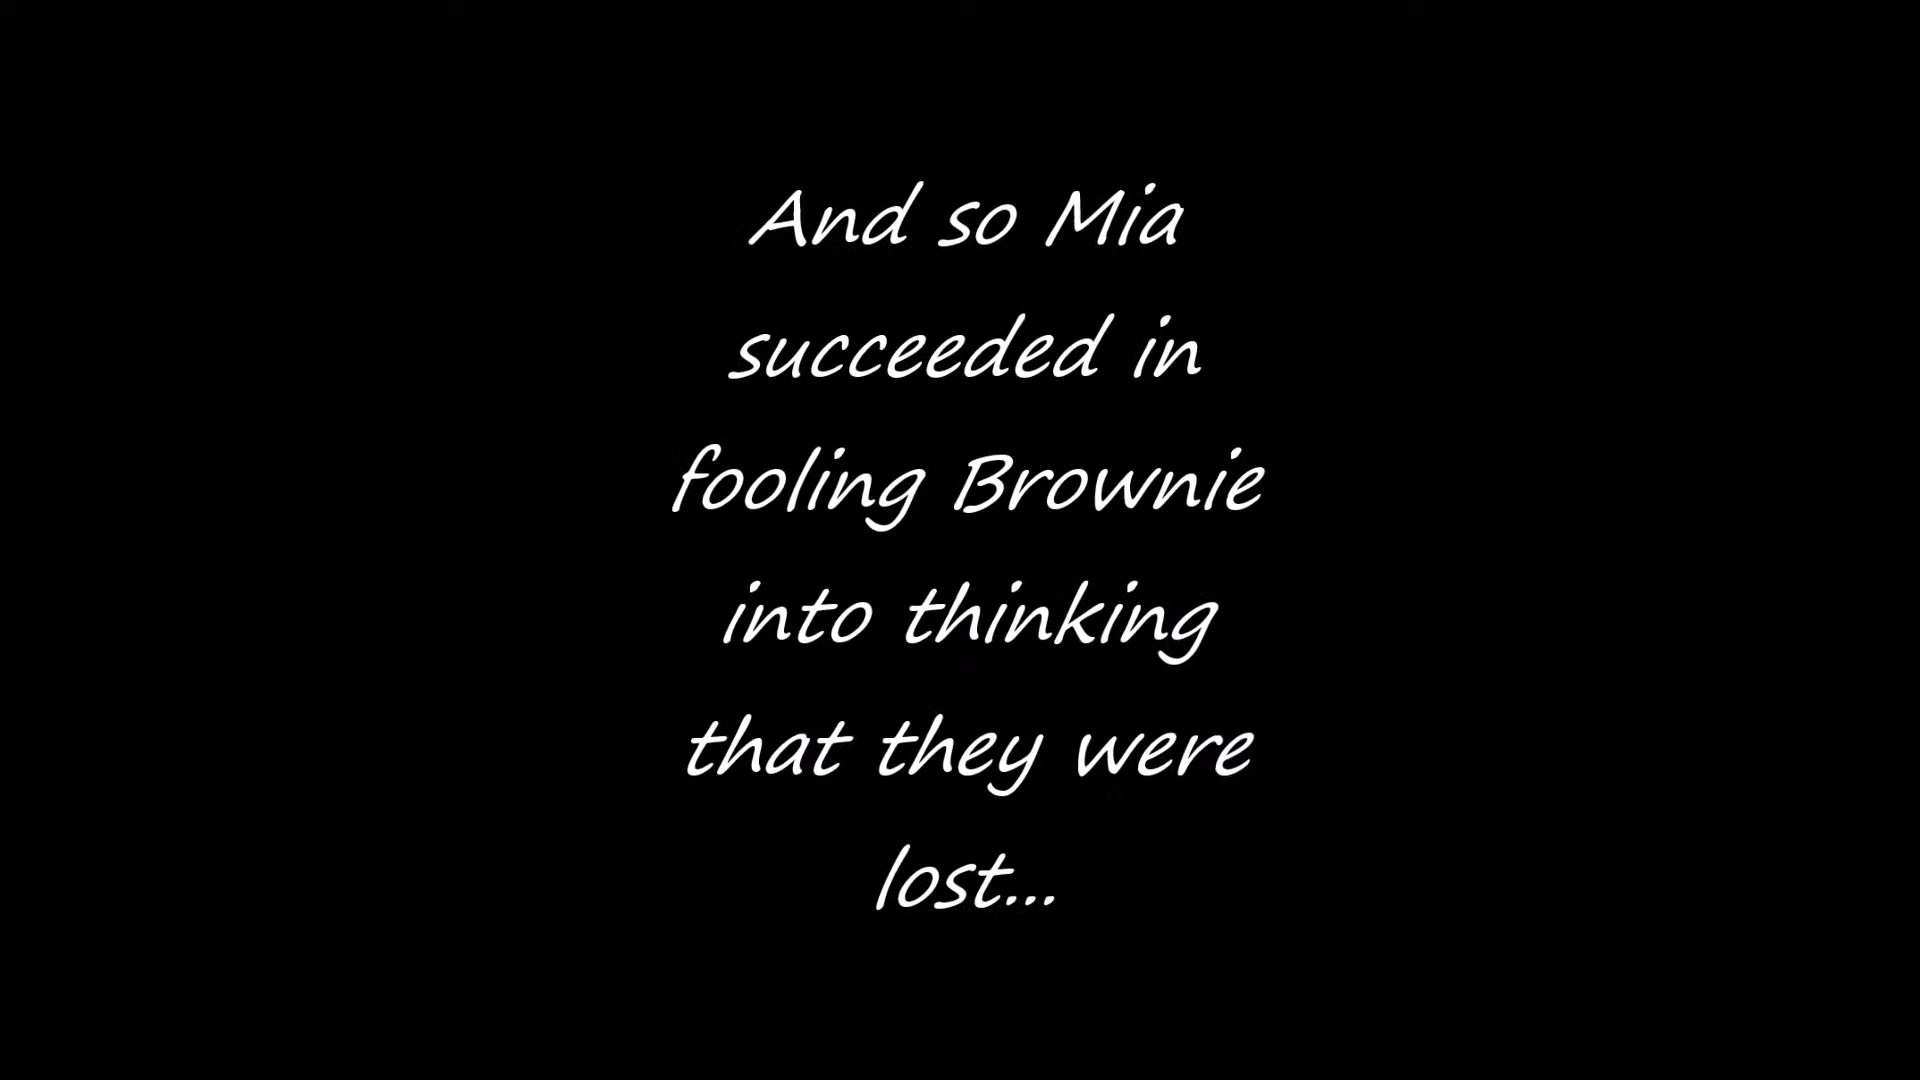 And so Mia
succeeded in
fooling Brownie
into thinking
that they were
lost...